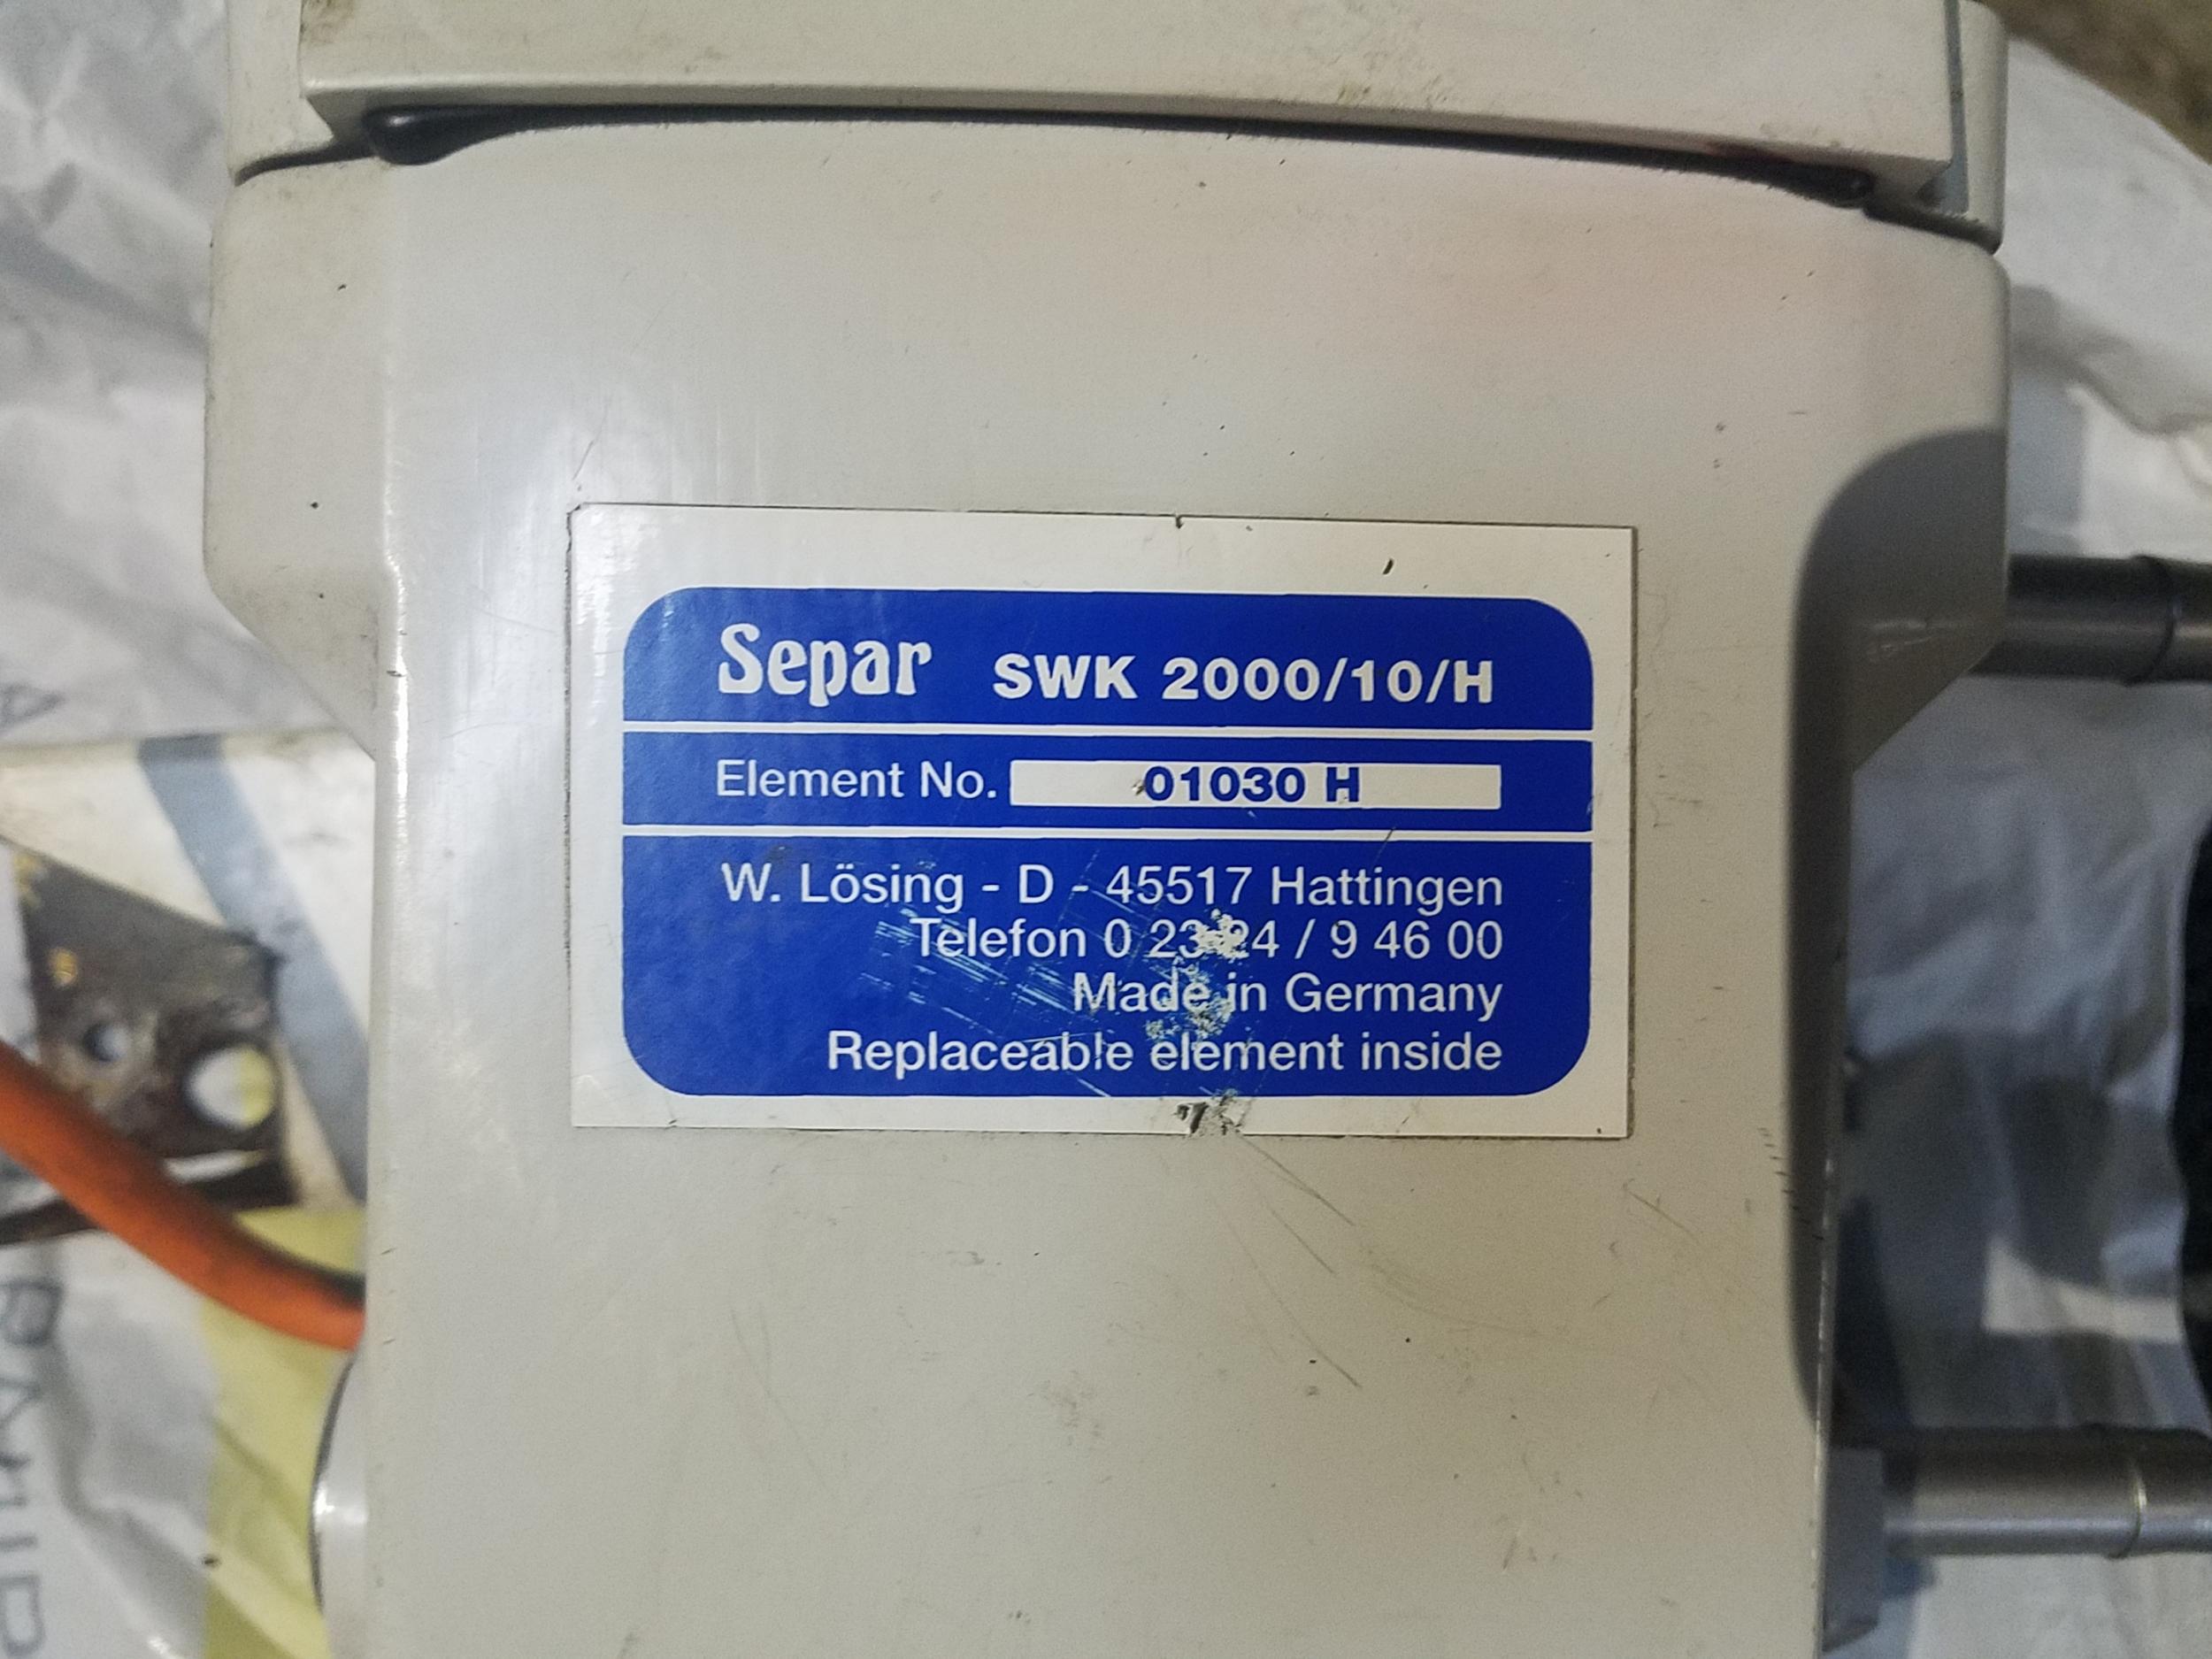 Separ SWK 2000/10/H
Element No. 01030 H
W. Lösing - D - 45517 Hattingen
Telefon 0 23 24 / 9 46 00
Made in Germany
Replaceable element inside